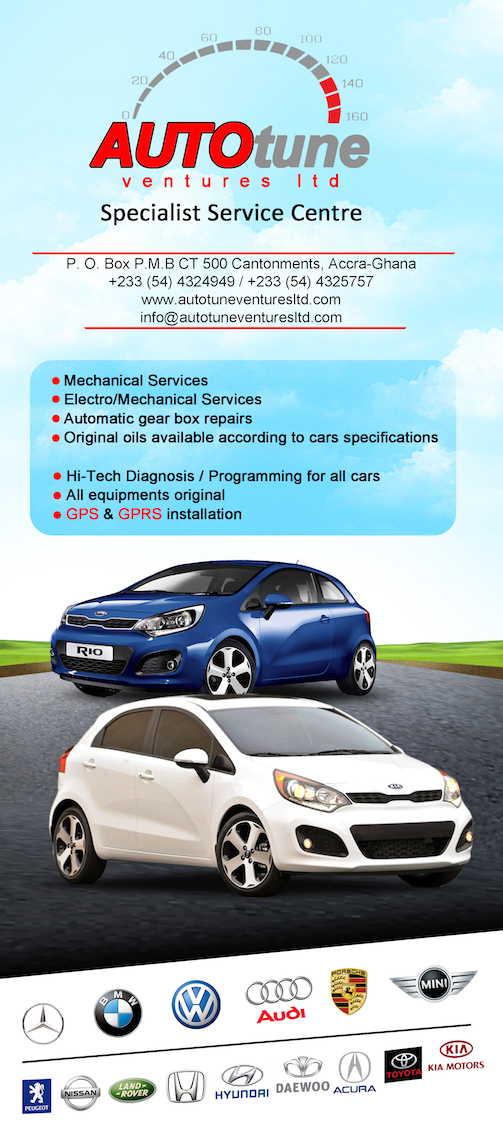 0 20 40 60 80 100 120 140 160
AUTOtune
ventures ltd
Specialist Service Centre
P. O. Box P.M.B CT 500 Cantonments, Accra-Ghana
+233 (54) 4324949 / +233 (54) 4325757
www.autotuneventuresltd.com
info@autotuneventuresltd.com
Mechanical Services
Electro/Mechanical Services
Automatic gear box repairs
Original oils available according to cars specifications
Hi-Tech Diagnosis / Programming for all cars
All equipments original
GPS & GPRS installation
RIO
KIA
BMW
Audi
PORSCHE
MINI
PEUGEOT
NISSAN
LAND ROVER
HYUNDAI
DAEWOO
ACURA
TOYOTA
KIA
KIA MOTORS